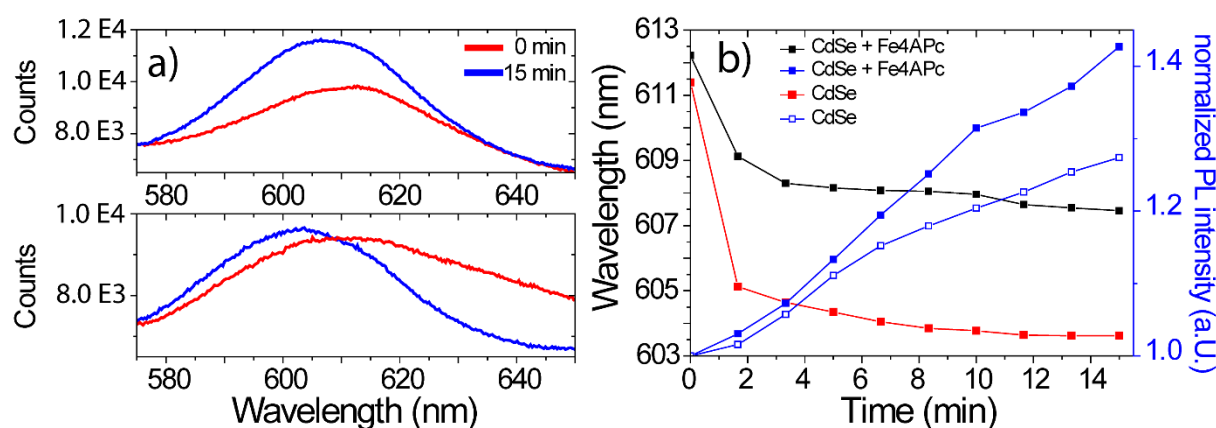 a)
0 min
15 min
1.2 E4
1.0 E4
8.0 E3
Counts
580 600 620 640
1.0 E4
8.0 E3
Counts
580 600 620 640
Wavelength (nm)
b)
CdSe + Fe4APc
CdSe + Fe4APc
CdSe
CdSe
613
611
609
607
605
603
Wavelength (nm)
0 2 4 6 8 10 12 14
Time (min)
1.4
1.2
1.0
normalized PL intensity (a.U.)